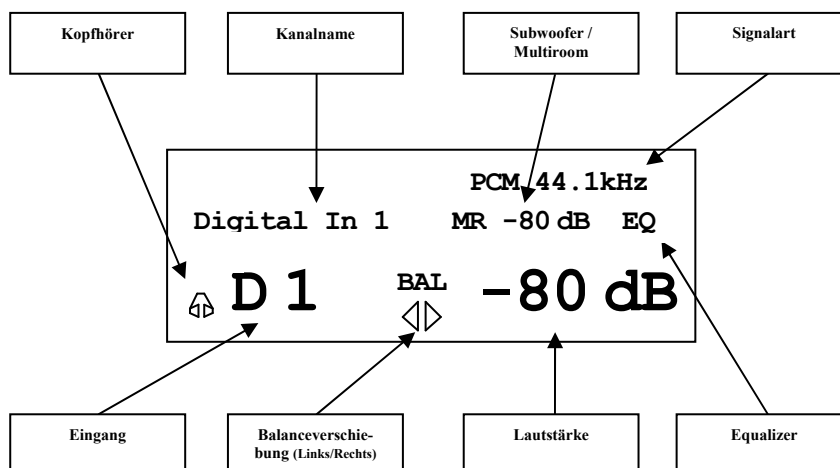 Kopfhörer
Kanalname
Subwoofer /
Multiroom
Signalart
PCM 44.1kHz
Digital In 1 MR -80 dB EQ
D 1 BAL -80 dB
Eingang
Balanceverschie-
bung (Links/Rechts)
Lautstärke
Equalizer